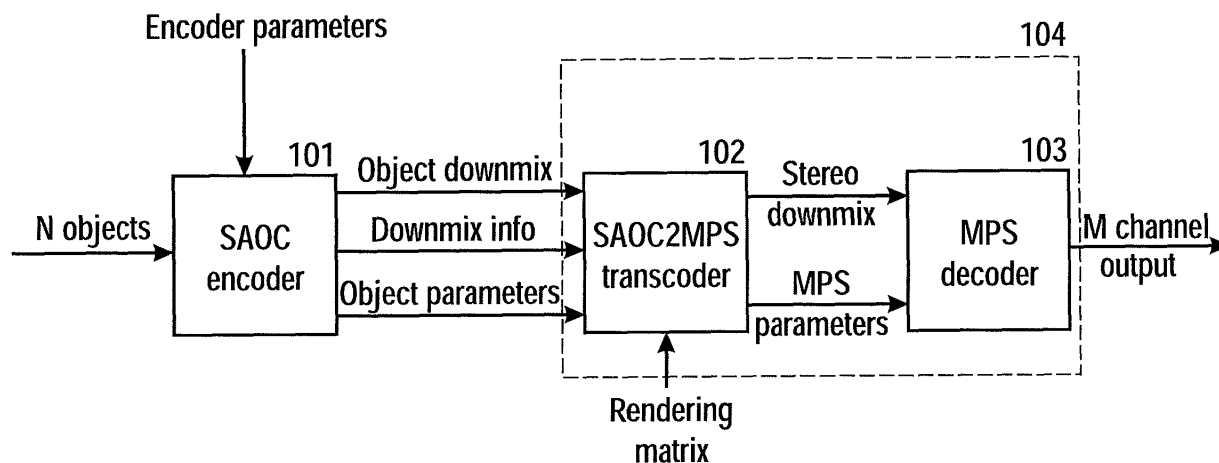 Encoder parameters
104
101
Object downmix
102
Stereo
downmix
103
N objects
SAOC
encoder
Downmix info
SAOC2MPS
transcoder
MPS
decoder
M channel
output
Object parameters
MPS
parameters
Rendering
matrix